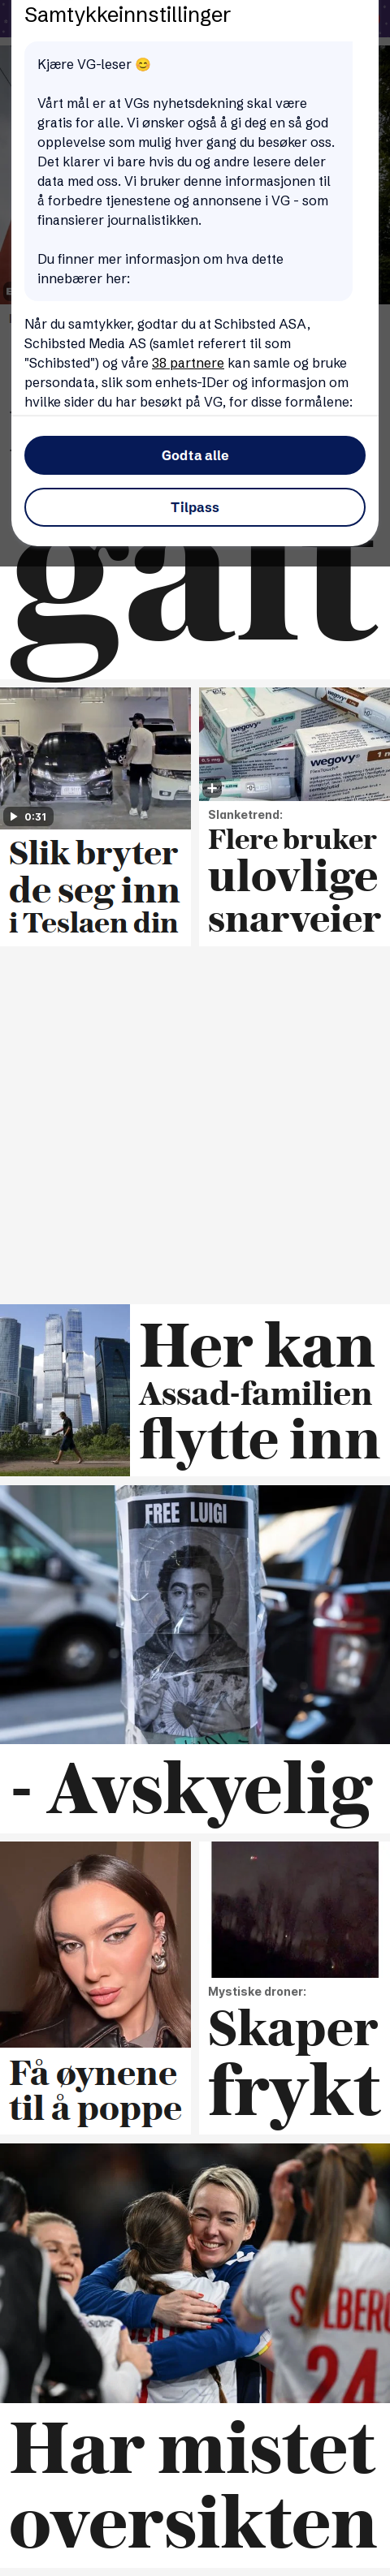 Samtykkeinnstillinger
Kjære VG-leser 😊
Vårt mål er at VGs nyhetsdekning skal være
gratis for alle. Vi ønsker også å gi deg en så god
opplevelse som mulig hver gang du besøker oss.
Det klarer vi bare hvis du og andre lesere deler
data med oss. Vi bruker denne informasjonen til
å forbedre tjenestene og annonsene i VG - som
finansierer journalistikken.
Du finner mer informasjon om hva dette
innebærer her:
Når du samtykker, godtar du at Schibsted ASA,
Schibsted Media AS (samlet referert til som
"Schibsted") og våre 38 partnere kan samle og bruke
persondata, slik som enhets-IDer og informasjon om
hvilke sider du har besøkt på VG, for disse formålene:
Godta alle
Tilpass
galt
0:31
Slik bryter
de seg inn
i Teslaen din
wegovy
wegovy
Slanketrend:
Flere bruker
ulovlige
snarveier
Her kan
Assad-familien
flytte inn
FREE LUIGI
- Avskyelig
Få øynene
til å poppe
Mystiske droner:
Skaper
frykt
SOLBERG
24
Har mistet
oversikten